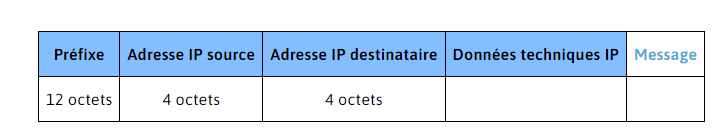 Préfixe Adresse IP source Adresse IP destinataire Données techniques IP Message
12 octets 4 octets 4 octets